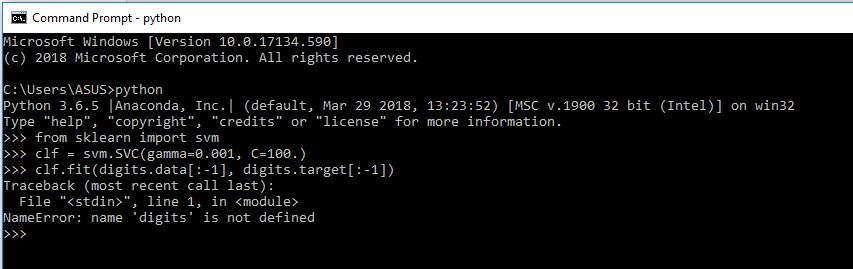 Command Prompt - python
Microsoft Windows [Version 10.0.17134.590]
(c) 2018 Microsoft Corporation. All rights reserved.
C:\Users\ASUS>python
Python 3.6.5 |Anaconda, Inc.| (default, Mar 29 2018, 13:23:52) [MSC v.1900 32 bit (Intel)] on win32
Type "help", "copyright", "credits" or "license" for more information.
>>> from sklearn import svm
>>> clf = svm.SVC(gamma=0.001, C=100.)
>>> clf.fit(digits.data[:-1], digits.target[:-1])
Traceback (most recent call last):
  File "<stdin>", line 1, in <module>
NameError: name 'digits' is not defined
>>>